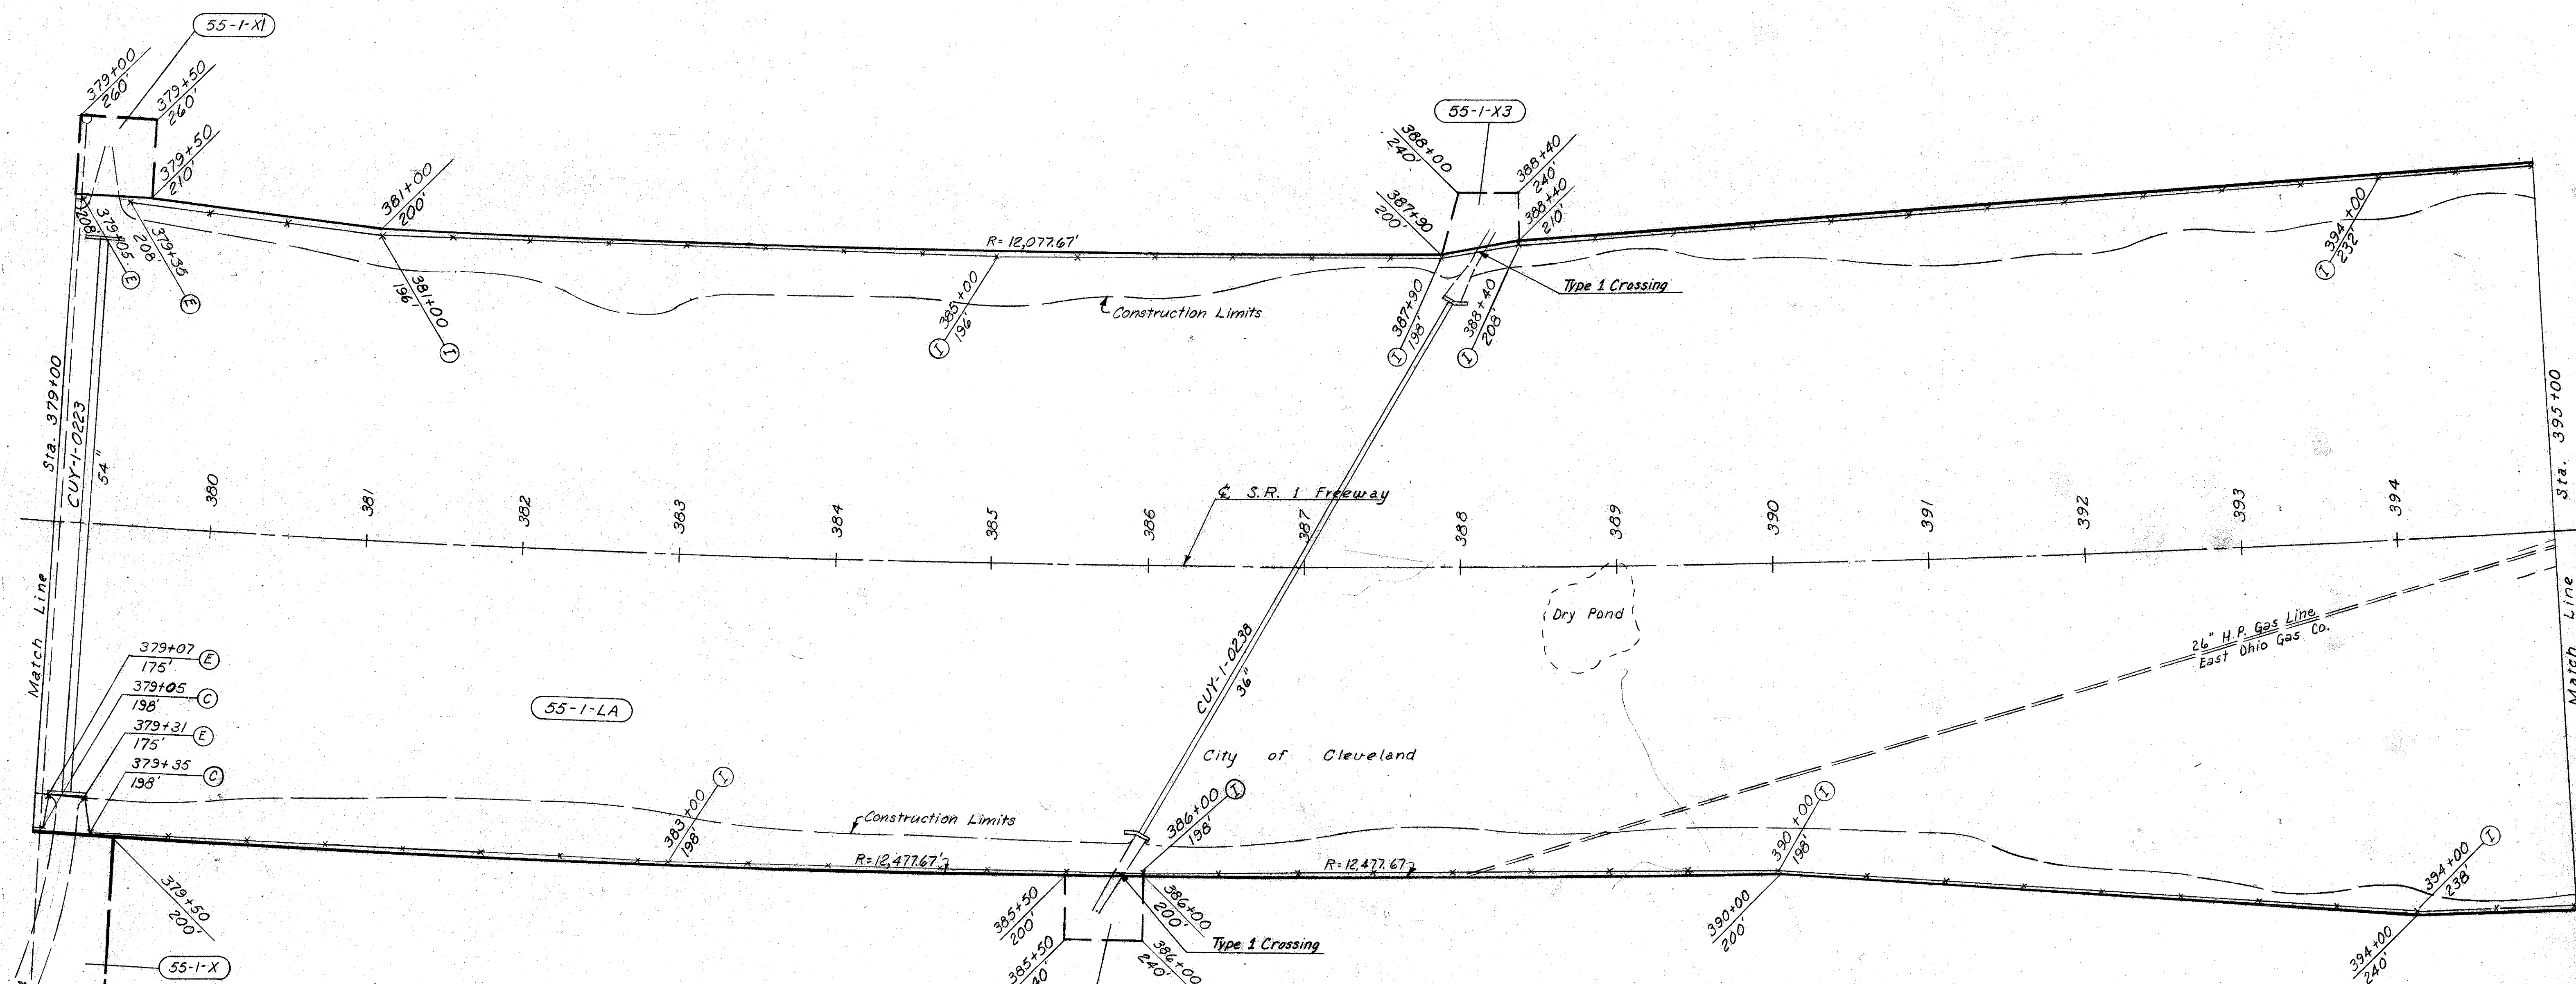 55-1-X1
379+00
260'
379+50
260'
379+50
210'
381+00
200'
55-1-X3
388+00
240'
388+40
240'
387+90
200'
388+40
210'
208'
379+05
E
379+35
208'
E
381+00
196'
I
R= 12,077.67'
385+00
196'
I
Construction Limits
387+90
198'
I
388+40
208'
I
Type 1 Crossing
394+00
232'
I
Match Line Sta. 379+00
CUY-1-0223
54"
380
381
382
383
384
385
386
387
388
389
390
391
392
393
394
₵ S.R. 1 Freeway
Match Line Sta. 395+00
Dry Pond
26" H.P. Gas Line
East Ohio Gas Co.
CUY-1-0238
36"
379+07
175'
E
379+05
198'
C
379+31
175'
E
379+35
198'
C
55-1-LA
City of Cleveland
383+00
198'
I
Construction Limits
R=12,477.67'
386+00
198'
I
R=12,477.67'
390+00
198'
I
394+00
238'
I
379+50
200'
55-1-X
385+50
200'
385+50
386+00
200'
386+00
240'
Type 1 Crossing
390+00
200'
394+00
240'